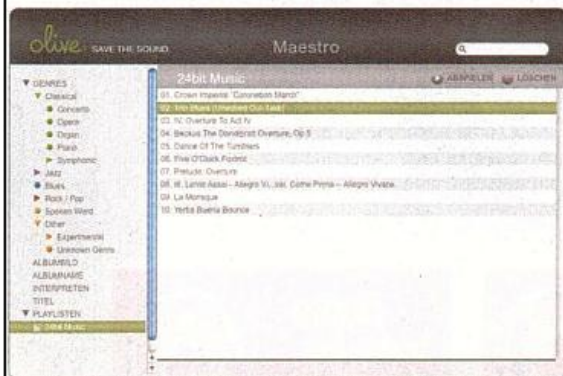 olive SAVE THE SOUND.
Maestro
GENRES
Classical
Concerto
Opera
Organ
Piano
Symphonic
Jazz
Blues
Rock / Pop
Spoken Word
Other
Experimental
Unknown Genre
ALBUMBILD
ALBUMNAME
INTERPRETEN
TITEL
PLAYLISTEN
24bit Music
24bit Music
ABSPIELEN LÖSCHEN
01. Crown Imperial "Coronation March"
02. Trio Blues (Unedited Out-Take)
03. IV. Overture To Act IV
04. Beckus The Dandipratt Overture, Op.5
05. Dance Of The Tumblers
06. Five O'Clock Foxtrot
07. Prelude: Overture
08. III. Lento Assai – Allegro Vi... Come Prima – Allegro Vivace
09. La Monique
10. Yerba Buena Bounce